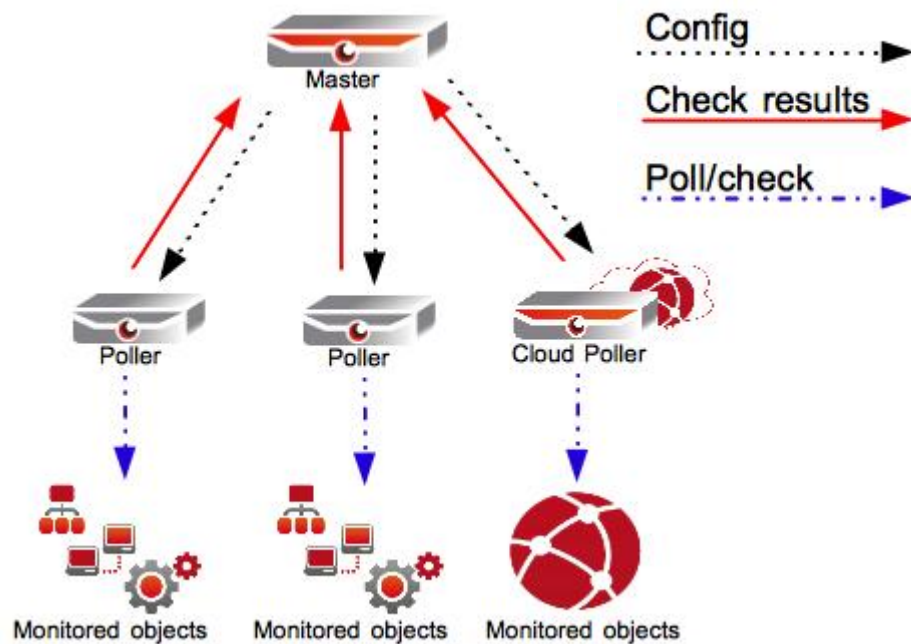 Config
Master
Check results
Poll/check
Poller
Poller
Cloud Poller
Monitored objects
Monitored objects
Monitored objects